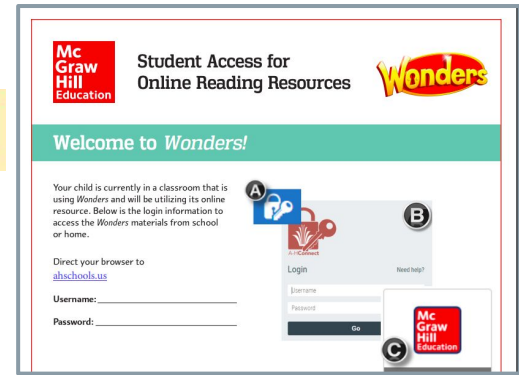 Mc
Graw
Hill
Education
Student Access for
Online Reading Resources
Wonders
Welcome to Wonders!
Your child is currently in a classroom that is
using Wonders and will be utilizing its online
resource. Below is the login information to
access the Wonders materials from school
or home.
Direct your browser to
ahschools.us
Username:
Password:
A
B
A-HConnect
Login Need help?
Username
Password
Go
Mc
Graw
Hill
Education
C